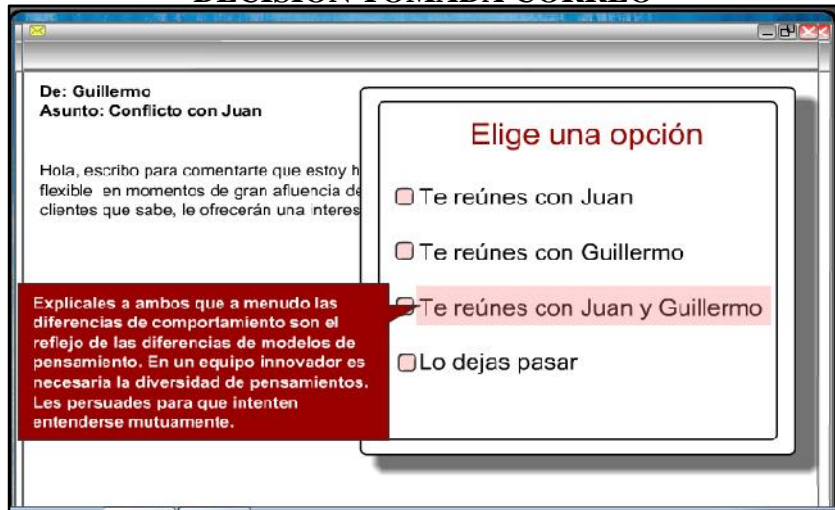 De: Guillermo
Asunto: Conflicto con Juan
Hola, escribo para comentarte que estoy h
flexible en momentos de gran afluencia de
clientes que sabe, le ofrecerán una interes
Elige una opción
Te reúnes con Juan
Te reúnes con Guillermo
Te reúnes con Juan y Guillermo
Lo dejas pasar
Explicales a ambos que a menudo las
diferencias de comportamiento son el
reflejo de las diferencias de modelos de
pensamiento. En un equipo innovador es
necesaria la diversidad de pensamientos.
Les persuades para que intenten
entenderse mutuamente.